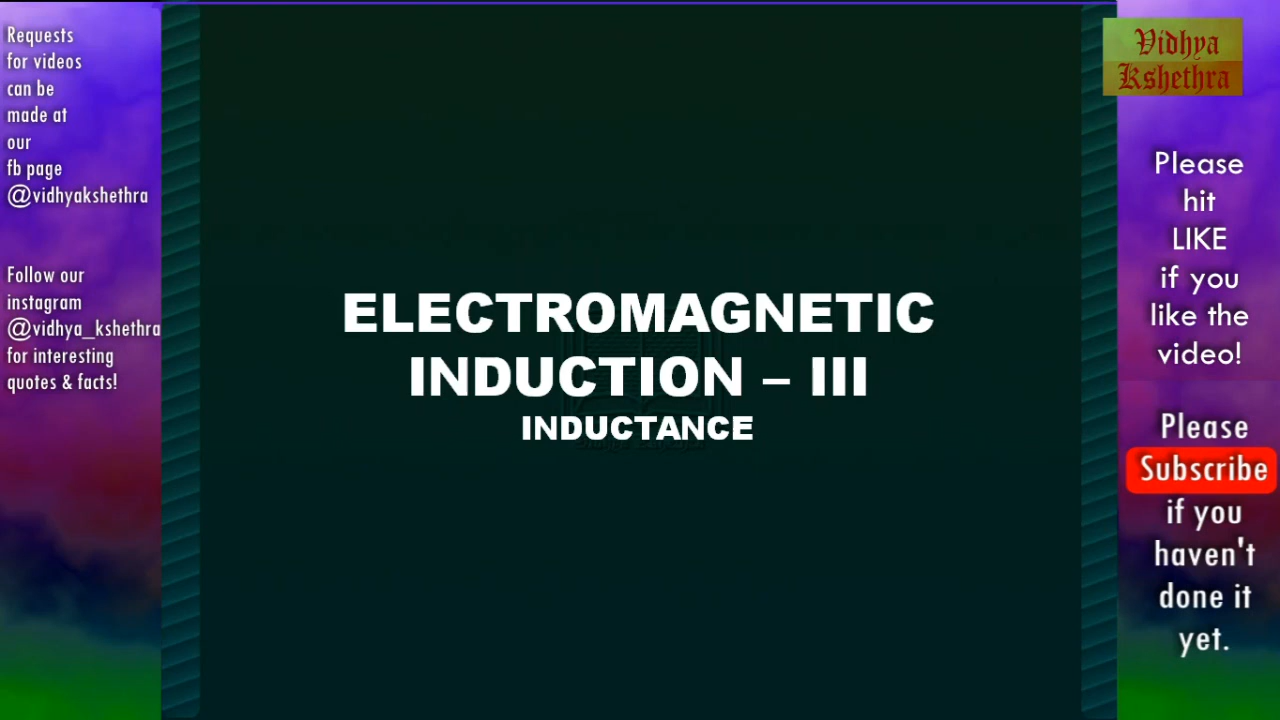 Requests
for videos
can be
made at
our
fb page
@vidhyakshethra
Follow our
instagram
@vidhya_kshethra
for interesting
quotes & facts!
ELECTROMAGNETIC
INDUCTION – III
INDUCTANCE
Vidhya
Kshethra
Please
hit
LIKE
if you
like the
video!
Please
Subscribe
if you
haven't
done it
yet.